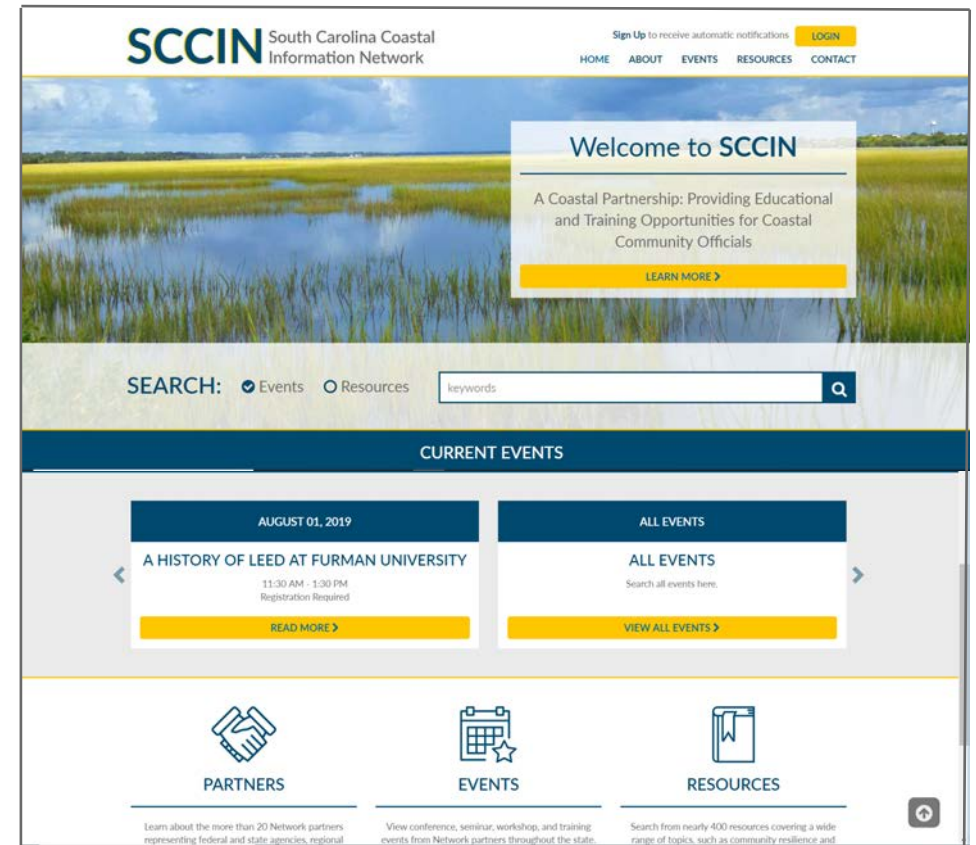 SCCIN South Carolina Coastal
Information Network
Sign Up to receive automatic notifications LOGIN
HOME ABOUT EVENTS RESOURCES CONTACT
Welcome to SCCIN
A Coastal Partnership: Providing Educational
and Training Opportunities for Coastal
Community Officials
LEARN MORE
SEARCH: Events Resources keywords
CURRENT EVENTS
AUGUST 01, 2019
A HISTORY OF LEED AT FURMAN UNIVERSITY
11:30 AM - 1:30 PM
Registration Required
READ MORE
ALL EVENTS
ALL EVENTS
Search all events here.
VIEW ALL EVENTS
PARTNERS
Learn about the more than 20 Network partners
representing federal and state agencies, regional
EVENTS
View conference, seminar, workshop, and training
events from Network partners throughout the state.
RESOURCES
Search from nearly 400 resources covering a wide
range of topics, such as community resilience and